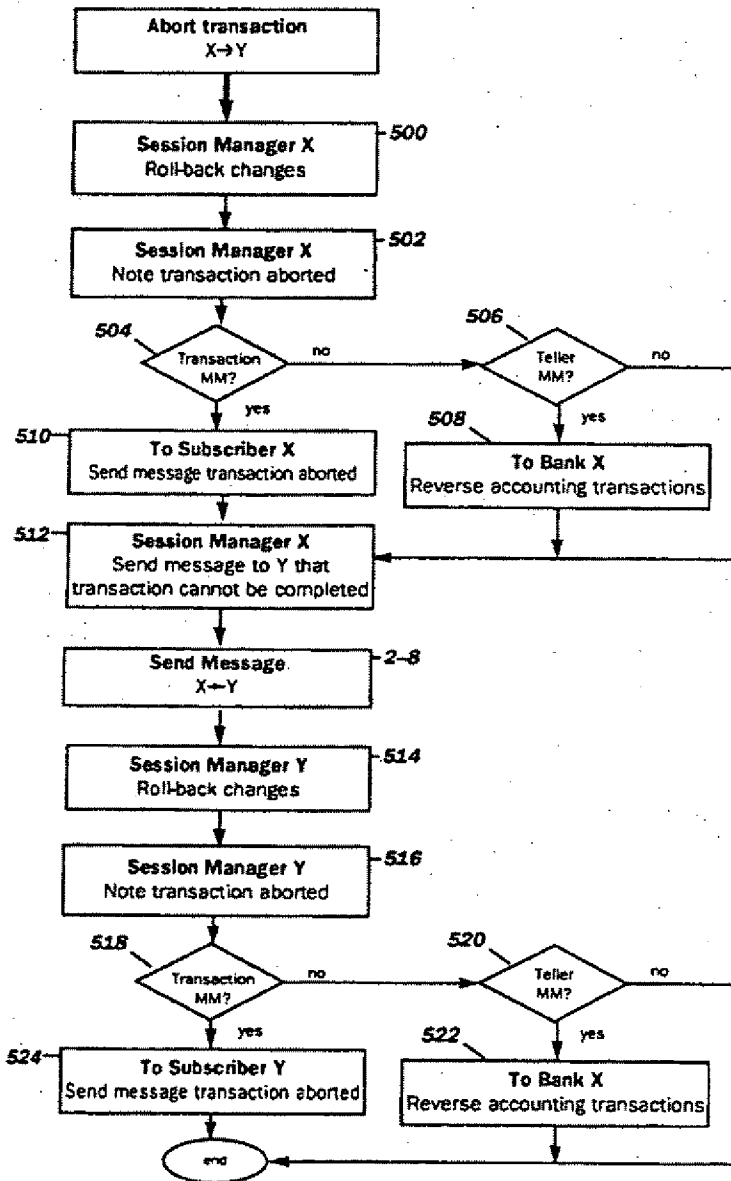 Abort transaction
X→Y
500
Session Manager X
Roll-back changes
502
Session Manager X
Note transaction aborted
504
Transaction
MM?
no
yes
506
Teller
MM?
no
yes
510
To Subscriber X
Send message transaction aborted
508
To Bank X
Reverse accounting transactions
512
Session Manager X
Send message to Y that
transaction cannot be completed
2-8
Send Message
X←Y
514
Session Manager Y
Roll-back changes
516
Session Manager Y
Note transaction aborted
518
Transaction
MM?
no
yes
520
Teller
MM?
no
yes
524
To Subscriber Y
Send message transaction aborted
522
To Bank X
Reverse accounting transactions
end